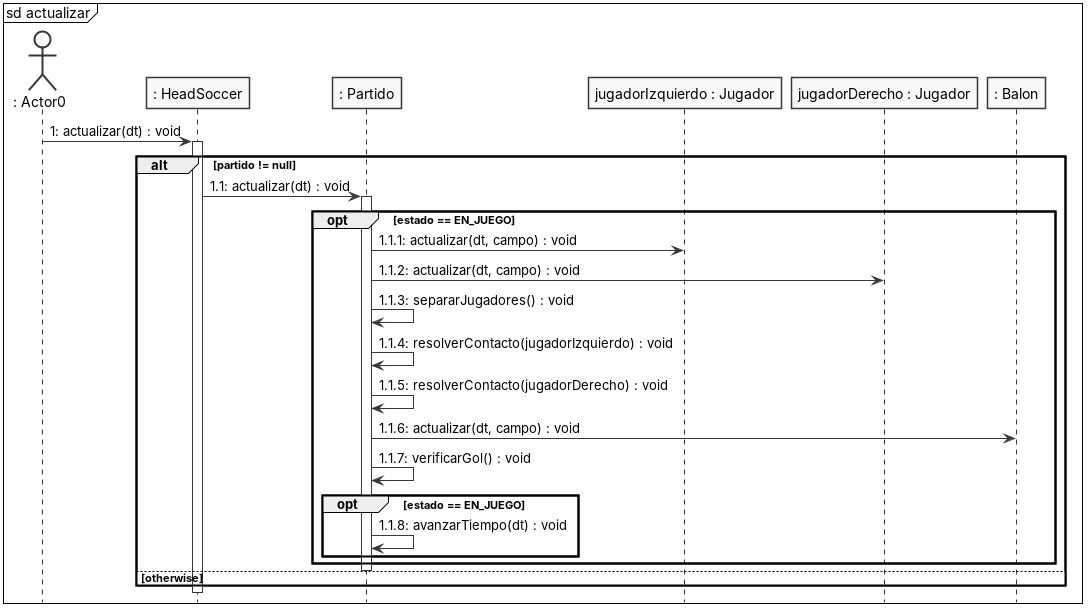 sd actualizar
: Actor0
: HeadSoccer
: Partido
jugadorIzquierdo : Jugador
jugadorDerecho : Jugador
: Balon
1: actualizar(dt) : void
alt
[partido != null]
1.1: actualizar(dt) : void
opt
[estado == EN_JUEGO]
1.1.1: actualizar(dt, campo) : void
1.1.2: actualizar(dt, campo) : void
1.1.3: separarJugadores() : void
1.1.4: resolverContacto(jugadorIzquierdo) : void
1.1.5: resolverContacto(jugadorDerecho) : void
1.1.6: actualizar(dt, campo) : void
1.1.7: verificarGol() : void
opt
[estado == EN_JUEGO]
1.1.8: avanzarTiempo(dt) : void
[otherwise]